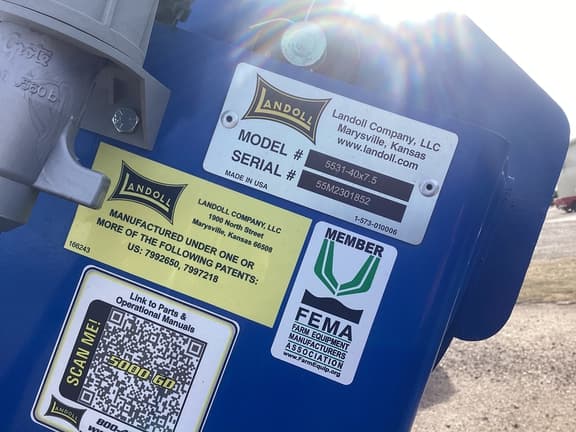 LANDOLL
Landoll Company, LLC
Marysville, Kansas
www.landoll.com
MODEL # 5531-40x7.5
SERIAL # 55M2301852
MADE IN USA
1-573-010006
LANDOLL
LANDOLL COMPANY, LLC
1900 North Street
Marysville, Kansas 66508
MANUFACTURED UNDER ONE OR
MORE OF THE FOLLOWING PATENTS:
US: 7992650, 7997218
166243
MEMBER
FEMA
FARM EQUIPMENT
MANUFACTURERS
ASSOCIATION
www.FarmEquip.org
Link to Parts &
Operational Manuals
SCAN ME!
5000 GD
LANDOLL